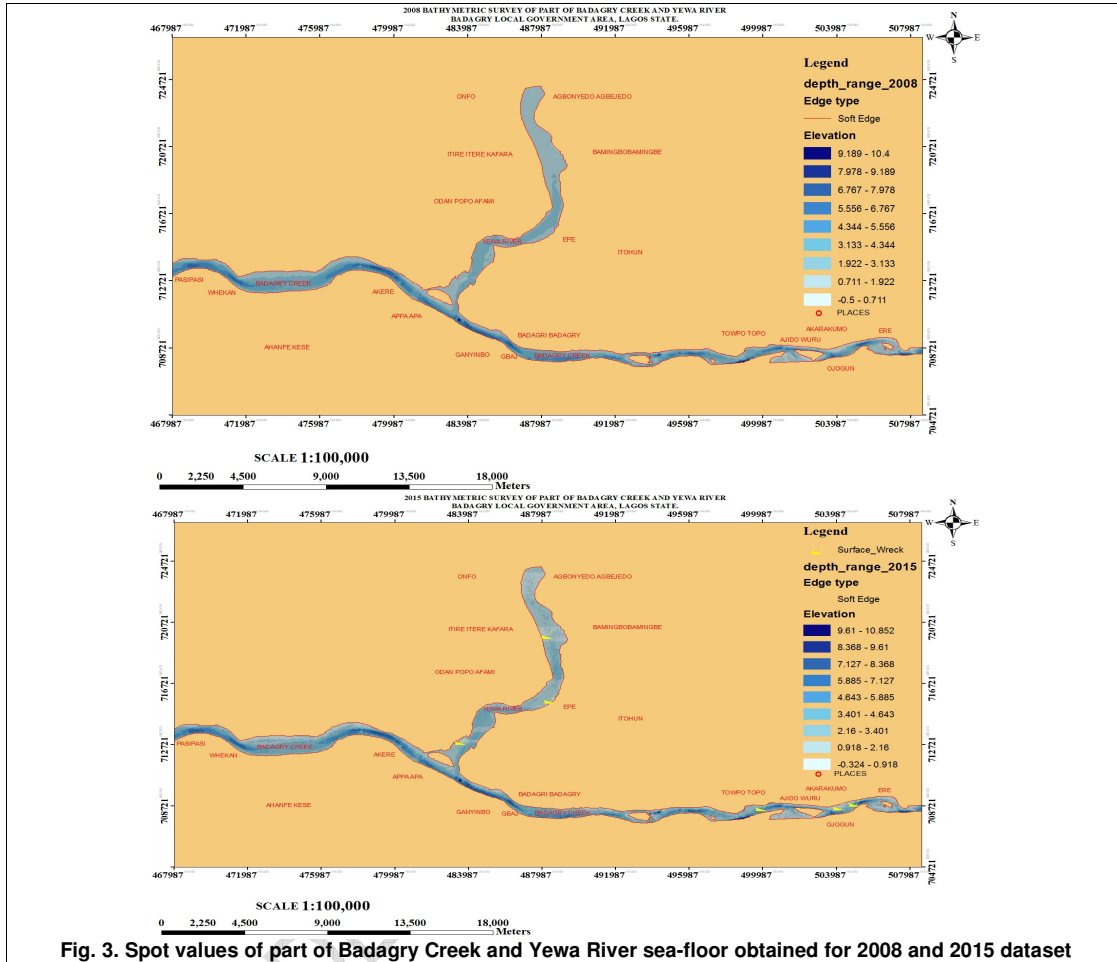 2008 BATHYMETRIC SURVEY OF PART OF BADAGRY CREEK AND YEWA RIVER
BADAGRY LOCAL GOVERNMENT AREA, LAGOS STATE.
467987 471987 475987 479987 483987 487987 491987 495987 499987 503987 507987
N
W E
S
724721 720721 716721 712721 708721
ONFO
AGBONYEDO AGBEJEDO
ITIRE ITERE KAFARA
BAMINGBOBAMINGBE
ODAN POPO AFAMI
YEWA RIVER
EPE
ITOHUN
PASIPASI
WHEKAN
BADAGRY CREEK
AKERE
APPA APA
AHANFE KESE
GANYINBO
GBAJ
BADAGRI BADAGRY
BADAGRY CREEK
TOWPO TOPO
AKARAKUMO
AJIDO WURU
ERE
OJOGUN
Legend
depth_range_2008
Edge type
Soft Edge
Elevation
9.189 - 10.4
7.978 - 9.189
6.767 - 7.978
5.556 - 6.767
4.344 - 5.556
3.133 - 4.344
1.922 - 3.133
0.711 - 1.922
-0.5 - 0.711
PLACES
724721 720721 716721 712721 708721 704721
467987 471987 475987 479987 483987 487987 491987 495987 499987 503987 507987
SCALE 1:100,000
0 2,250 4,500 9,000 13,500 18,000
Meters
2015 BATHYMETRIC SURVEY OF PART OF BADAGRY CREEK AND YEWA RIVER
BADAGRY LOCAL GOVERNMENT AREA, LAGOS STATE.
467987 471987 475987 479987 483987 487987 491987 495987 499987 503987 507987
N
W E
S
724721 720721 716721 712721 708721
ONFO
AGBONYEDO AGBEJEDO
ITIRE ITERE KAFARA
BAMINGBOBAMINGBE
ODAN POPO AFAMI
YEWA RIVER
EPE
ITOHUN
PASIPASI
WHEKAN
BADAGRY CREEK
AKERE
APPA APA
AHANFE KESE
GANYINBO
GBAJ
BADAGRI BADAGRY
BADAGRY CREEK
TOWPO TOPO
AKARAKUMO
AJIDO WURU
ERE
OJOGUN
Legend
Surface_Wreck
depth_range_2015
Edge type
Soft Edge
Elevation
9.61 - 10.852
8.368 - 9.61
7.127 - 8.368
5.885 - 7.127
4.643 - 5.885
3.401 - 4.643
2.16 - 3.401
0.918 - 2.16
-0.324 - 0.918
PLACES
724721 720721 716721 712721 708721 704721
467987 471987 475987 479987 483987 487987 491987 495987 499987 503987 507987
SCALE 1:100,000
0 2,250 4,500 9,000 13,500 18,000
Meters
Fig. 3. Spot values of part of Badagry Creek and Yewa River sea-floor obtained for 2008 and 2015 dataset